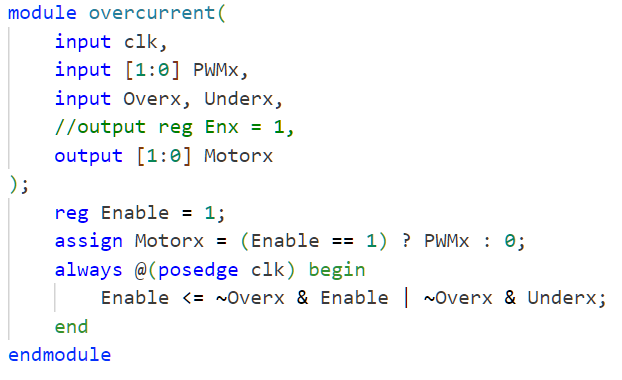 module overcurrent(
    input clk,
    input [1:0] PWMx,
    input Overx, Underx,
    //output reg Enx = 1,
    output [1:0] Motorx
);
    reg Enable = 1;
    assign Motorx = (Enable == 1) ? PWMx : 0;
    always @(posedge clk) begin
        Enable <= ~Overx & Enable | ~Overx & Underx;
    end
endmodule